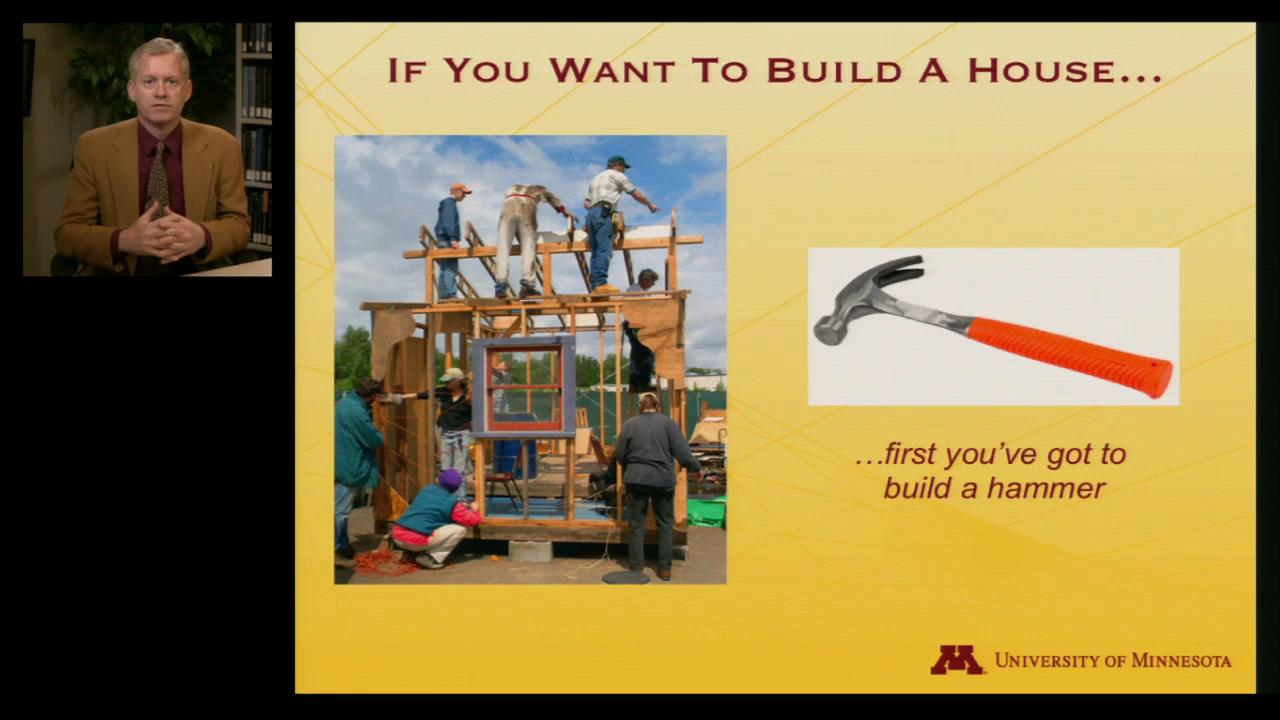 If You Want To Build A House...
...first you've got to
build a hammer
M University of Minnesota